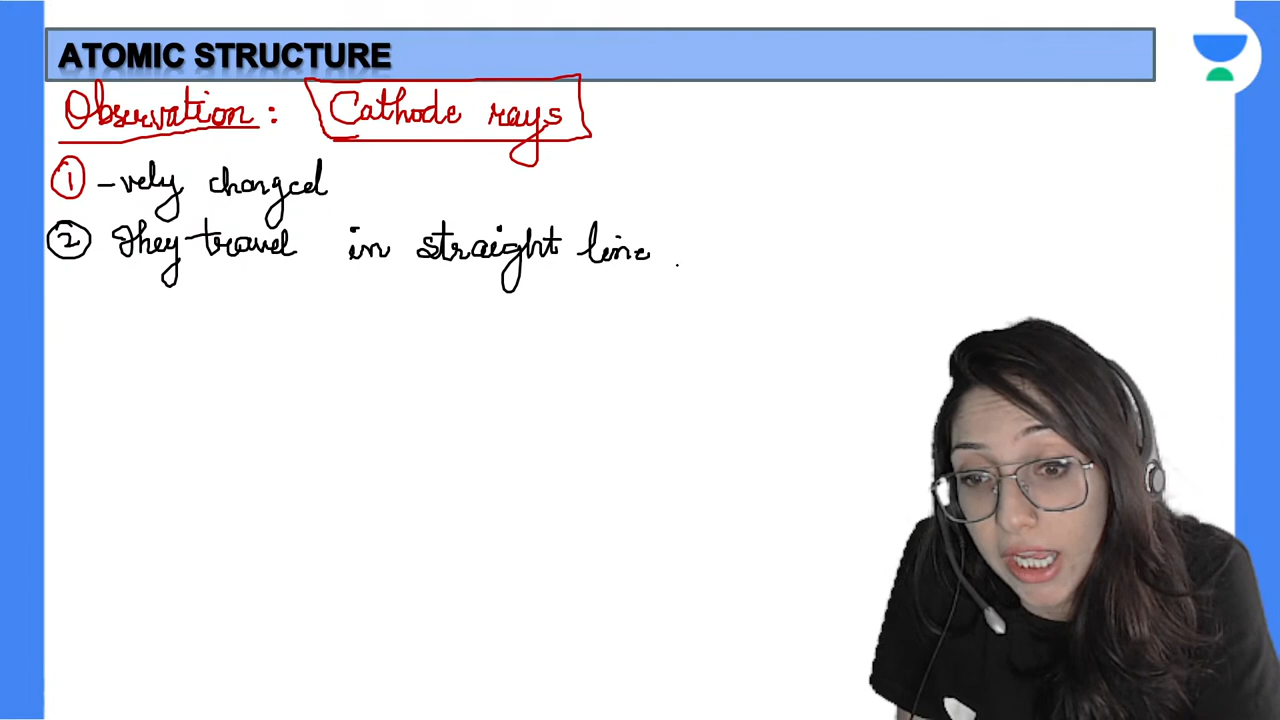 ATOMIC STRUCTURE
Observation : Cathode rays
① -vely charged
② They travel in straight line .